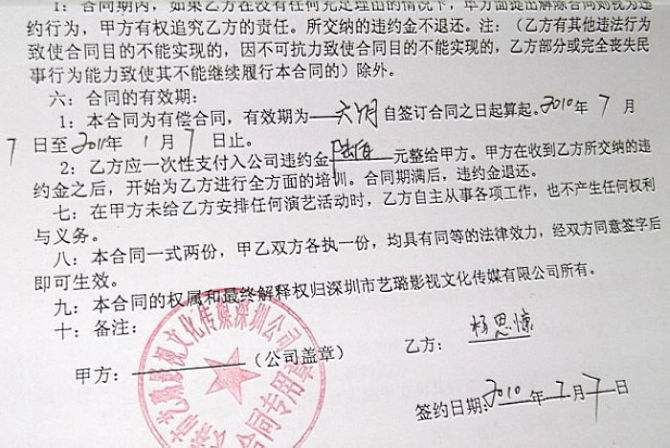 1：合同期内，如果乙方在没有任何充足理由的情况下，单方面提出解除合同则视为违
约行为，甲方有权追究乙方的责任。所交纳的违约金不退还。注：（乙方有其他违法行为
致使合同目的不能实现的，因不可抗力致使合同目的不能实现的，乙方部分或完全丧失民
事行为能力致使其不能继续履行本合同的）除外。
六：合同的有效期：
1：本合同为有偿合同，有效期为 六个月 自签订合同之日起算起。2010年 7 月
7 日至2011年 1 月 7 日止。
2：乙方应一次性支付入公司违约金 元整给甲方。甲方在收到乙方所交纳的违
约金之后，开始为乙方进行全方面的培训。合同期满后，违约金退还。
七：在甲方未给乙方安排任何演艺活动时，乙方自主从事各项工作，也不产生任何权利
与义务。
八：本合同一式两份，甲乙双方各执一份，均具有同等的法律效力，经双方同意签字后
即可生效。
九：本合同的权属和最终解释权归深圳市艺璐影视文化传媒有限公司所有。
十：备注：
甲方： （公司盖章）
乙方： 杨思
签约日期：2010 年 7 月 7 日
影视文化传媒深圳公司
合同专用章